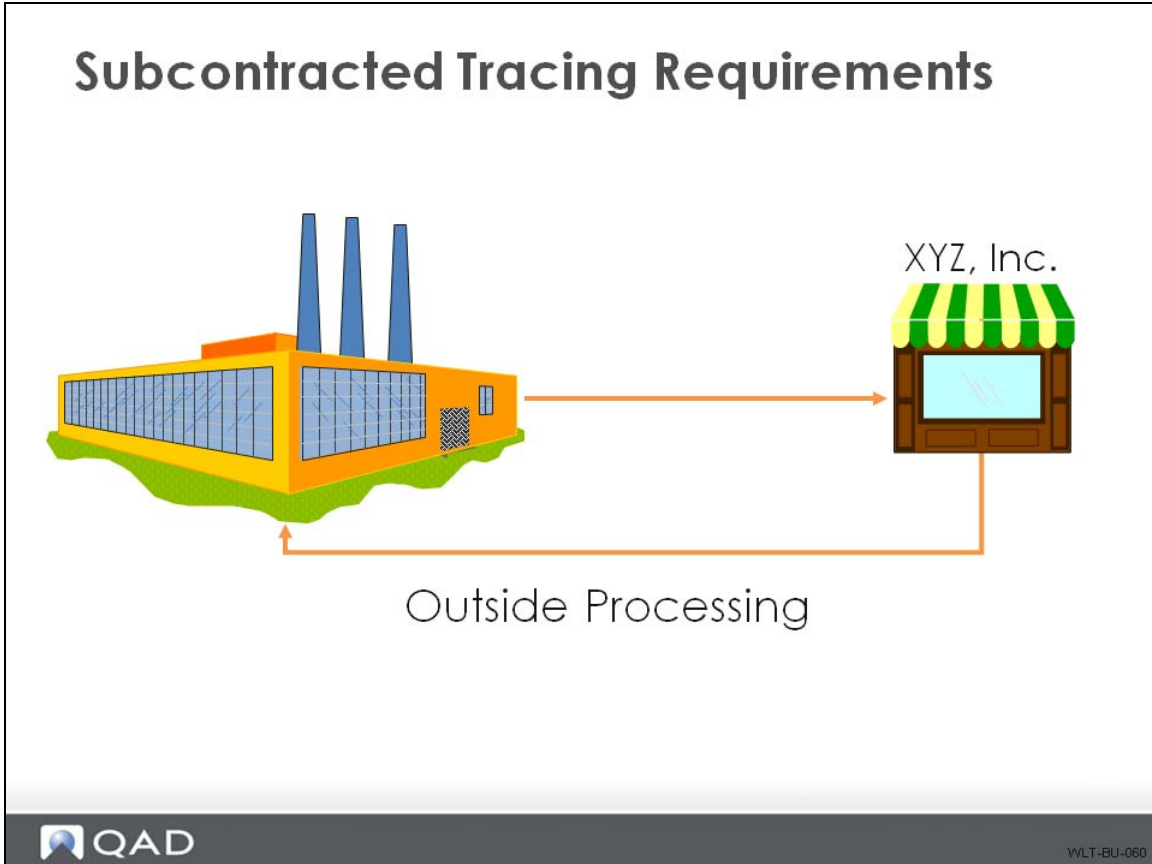 Subcontracted Tracing Requirements
XYZ, Inc.
Outside Processing
QAD
WLT-BU-060